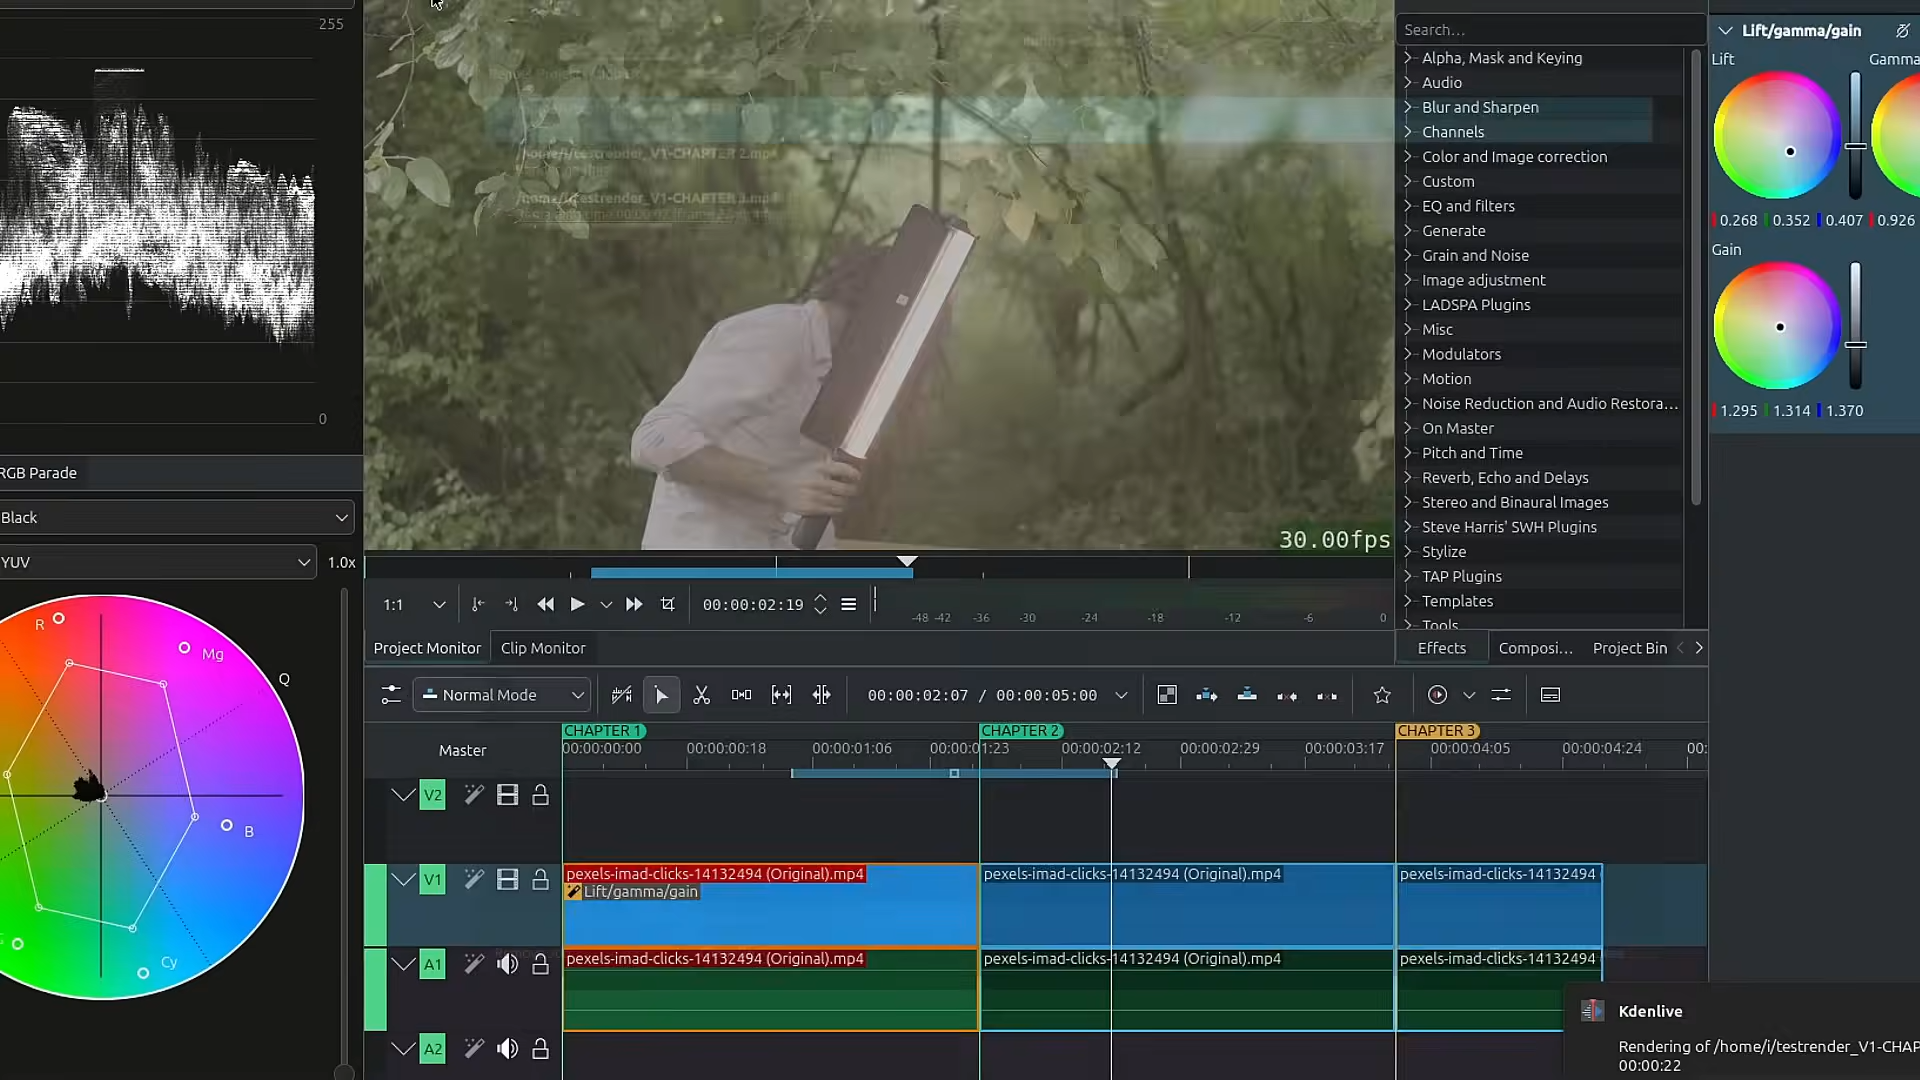 255
0
RGB Parade
Black
YUV
1.0x
R
Mg
Q
B
Cy
/home/i/testrender_V1-CHAPTER 2.mp4
/home/i/testrender_V1-CHAPTER 3.mp4
30.00fps
1:1
00:00:02:19
-48 -42 -36 -30 -24 -18 -12 -6 0
Project Monitor
Clip Monitor
Search...
Alpha, Mask and Keying
Audio
Blur and Sharpen
Channels
Color and Image correction
Custom
EQ and filters
Generate
Grain and Noise
Image adjustment
LADSPA Plugins
Misc
Modulators
Motion
Noise Reduction and Audio Restora...
On Master
Pitch and Time
Reverb, Echo and Delays
Stereo and Binaural Images
Steve Harris' SWH Plugins
Stylize
TAP Plugins
Templates
Tools
Effects
Composi...
Project Bin
Lift/gamma/gain
Lift
Gamma
0.268 0.352 0.407 0.926
Gain
1.295 1.314 1.370
Normal Mode
00:00:02:07 / 00:00:05:00
CHAPTER 1
CHAPTER 2
CHAPTER 3
Master
00:00:00:00 00:00:00:18 00:00:01:06 00:00:01:23 00:00:02:12 00:00:02:29 00:00:03:17 00:00:04:05 00:00:04:24 00:
V2
V1
pexels-imad-clicks-14132494 (Original).mp4
Lift/gamma/gain
pexels-imad-clicks-14132494 (Original).mp4
pexels-imad-clicks-14132494
A1
pexels-imad-clicks-14132494 (Original).mp4
pexels-imad-clicks-14132494 (Original).mp4
pexels-imad-clicks-14132494
A2
Kdenlive
Rendering of /home/i/testrender_V1-CHAP
00:00:22